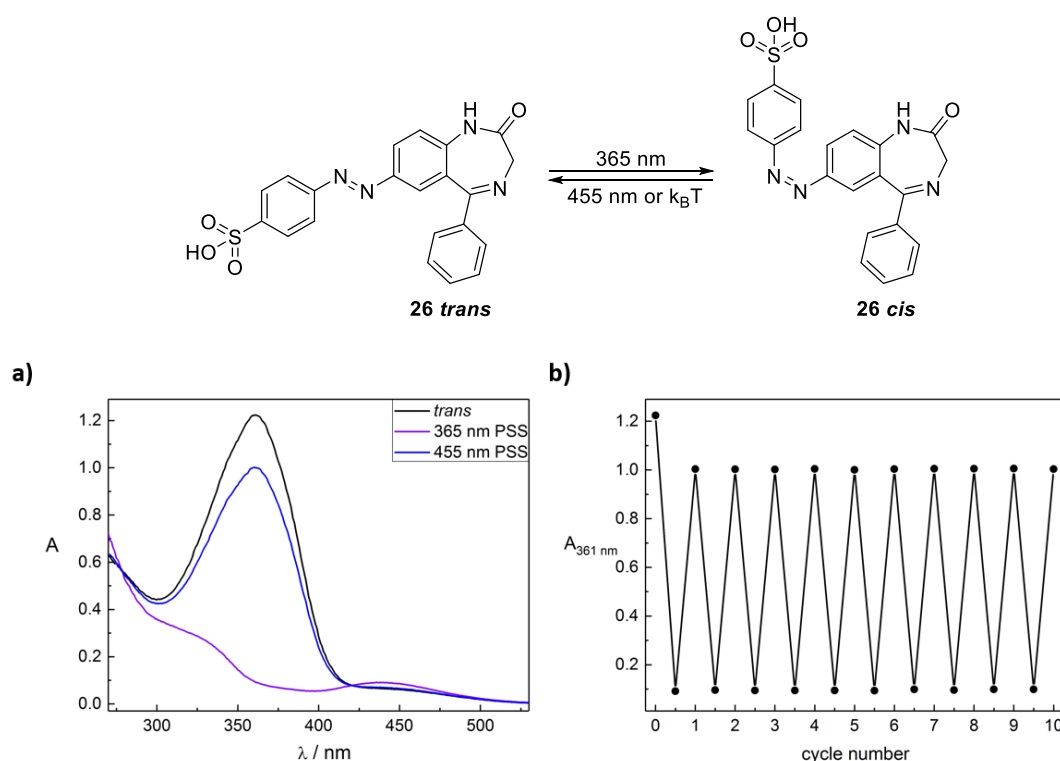 OH
O S O
H
N O
N
N
N
O
S
HO
O
365 nm
455 nm or kBT
N
N
H
N O
N
26 trans
26 cis
a)
b)
trans
365 nm PSS
455 nm PSS
A
1.2
1.0
0.8
0.6
0.4
0.2
0.0
300 350 400 450 500
λ / nm
A361 nm
1.2
1.0
0.8
0.6
0.4
0.2
0 1 2 3 4 5 6 7 8 9 10
cycle number